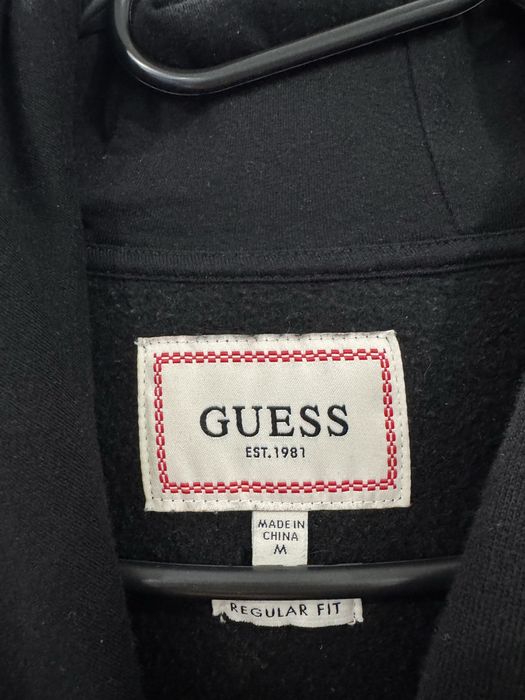 GUESS
EST.1981
MADE IN
CHINA
M
REGULAR FIT